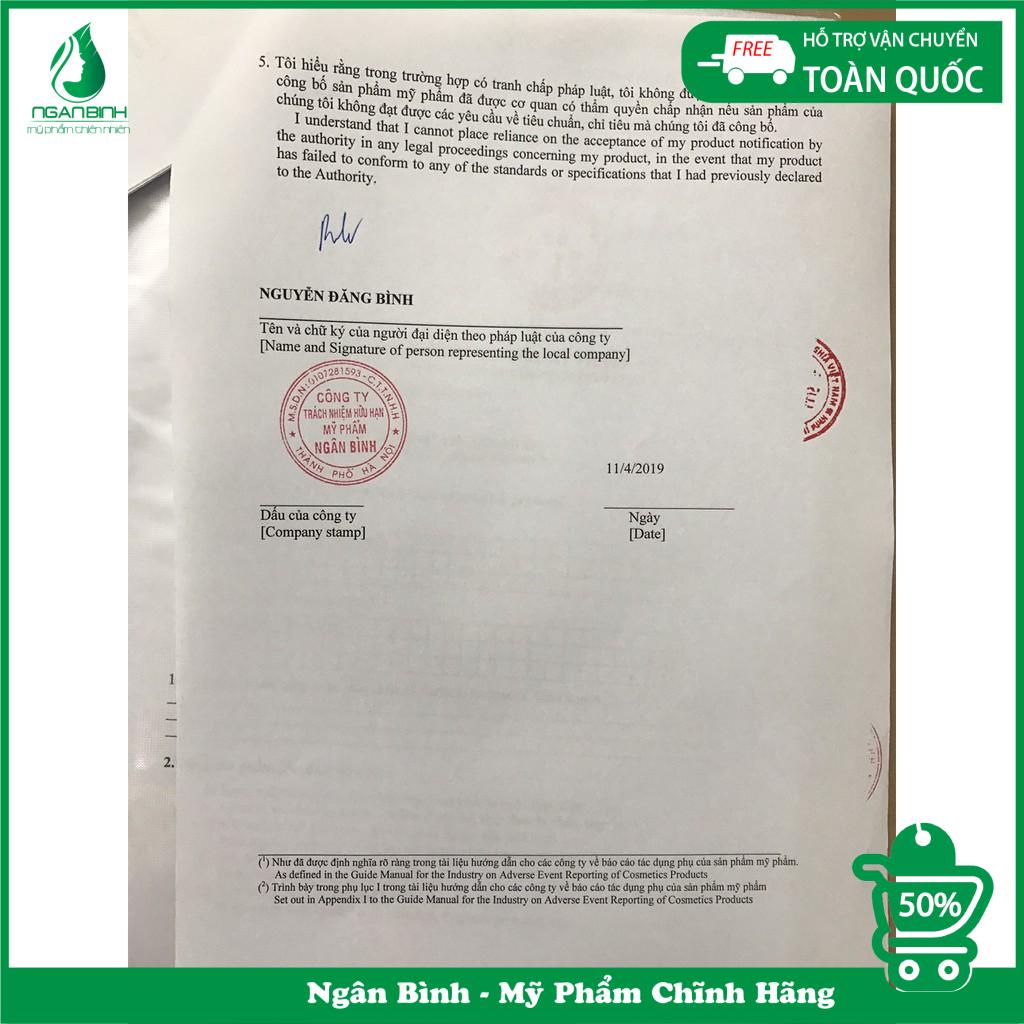 NGANBINH
mỹ phẩm thiên nhiên
FREE
HỖ TRỢ VẬN CHUYỂN
TOÀN QUỐC
5. Tôi hiểu rằng trong trường hợp có tranh chấp pháp luật, tôi không
công bố sản phẩm mỹ phẩm đã được cơ quan có thẩm quyền chấp nhận nếu sản phẩm của
chúng tôi không đạt được các yêu cầu về tiêu chuẩn, chỉ tiêu mà chúng tôi đã công bố.
I understand that I cannot place reliance on the acceptance of my product notification by
the authority in any legal proceedings concerning my product, in the event that my product
has failed to conform to any of the standards or specifications that I had previously declared
to the Authority.
NGUYỄN ĐĂNG BÌNH
Tên và chữ ký của người đại diện theo pháp luật của công ty
[Name and Signature of person representing the local company]
M.S.D.N: 0107281593 - C.T.T.N.H.H
CÔNG TY
TRÁCH NHIỆM HỮU HẠN
MỸ PHẨM
NGÂN BÌNH
THÀNH PHỐ HÀ NỘI
11/4/2019
Dấu của công ty
[Company stamp]
Ngày
[Date]
1
2.
(1) Như đã được định nghĩa rõ ràng trong tài liệu hướng dẫn cho các công ty về báo cáo tác dụng phụ của sản phẩm mỹ phẩm.
As defined in the Guide Manual for the Industry on Adverse Event Reporting of Cosmetics Products
(2) Trình bày trong phụ lục I trong tài liệu hướng dẫn cho các công ty về báo cáo tác dụng phụ của sản phẩm mỹ phẩm
Set out in Appendix I to the Guide Manual for the Industry on Adverse Event Reporting of Cosmetics Products
50%
Ngân Bình - Mỹ Phẩm Chĩnh Hãng